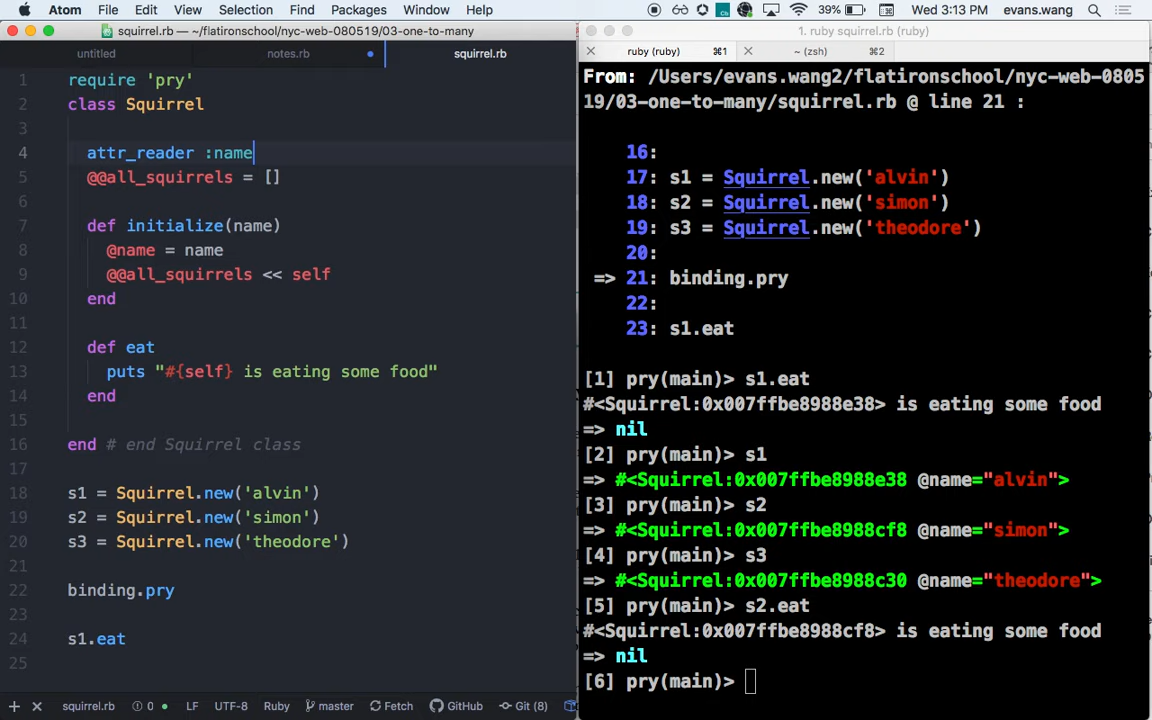 Atom File Edit View Selection Find Packages Window Help 39% Wed 3:13 PM evans.wang
squirrel.rb — ~/flatironschool/nyc-web-080519/03-one-to-many
untitled notes.rb squirrel.rb
1 require 'pry'
2 class Squirrel
3
4 attr_reader :name
5 @@all_squirrels = []
6
7 def initialize(name)
8 @name = name
9 @@all_squirrels << self
10 end
11
12 def eat
13 puts "#{self} is eating some food"
14 end
15
16 end # end Squirrel class
17
18 s1 = Squirrel.new('alvin')
19 s2 = Squirrel.new('simon')
20 s3 = Squirrel.new('theodore')
21
22 binding.pry
23
24 s1.eat
25
squirrel.rb 0 LF UTF-8 Ruby master Fetch GitHub Git (8)
1. ruby squirrel.rb (ruby)
ruby (ruby) ⌘1 ~ (zsh) ⌘2
From: /Users/evans.wang2/flatironschool/nyc-web-0805
19/03-one-to-many/squirrel.rb @ line 21 :
16:
17: s1 = Squirrel.new('alvin')
18: s2 = Squirrel.new('simon')
19: s3 = Squirrel.new('theodore')
20:
=> 21: binding.pry
22:
23: s1.eat
[1] pry(main)> s1.eat
#<Squirrel:0x007ffbe8988e38> is eating some food
=> nil
[2] pry(main)> s1
=> #<Squirrel:0x007ffbe8988e38 @name="alvin">
[3] pry(main)> s2
=> #<Squirrel:0x007ffbe8988cf8 @name="simon">
[4] pry(main)> s3
=> #<Squirrel:0x007ffbe8988c30 @name="theodore">
[5] pry(main)> s2.eat
#<Squirrel:0x007ffbe8988cf8> is eating some food
=> nil
[6] pry(main)>